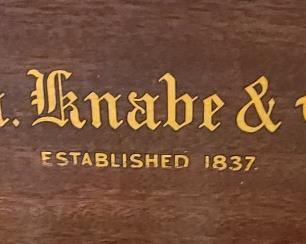 . Knabe &
ESTABLISHED 1837.